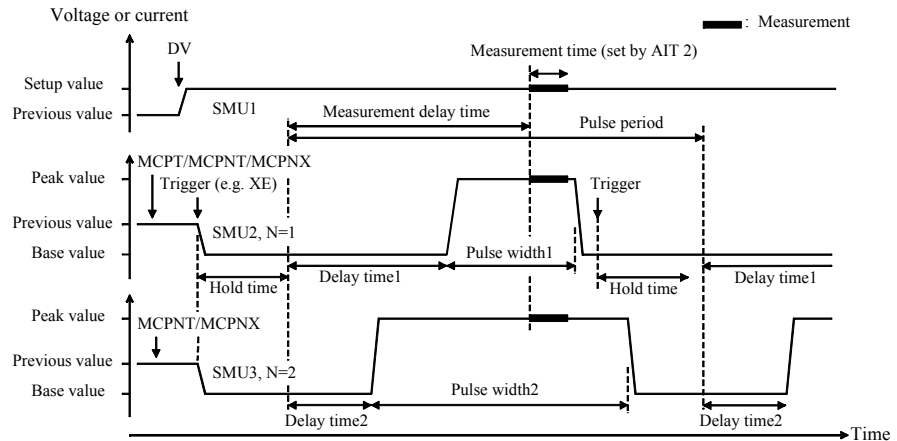 Voltage or current
: Measurement
DV
Measurement time (set by AIT 2)
Setup value
Previous value
SMU1
Measurement delay time
Pulse period
MCPT/MCPNT/MCPNX
Peak value
Trigger (e.g. XE)
Trigger
Previous value
SMU2, N=1
Base value
Hold time
Delay time1
Pulse width1
Hold time
Delay time1
Peak value
MCPNT/MCPNX
Previous value
SMU3, N=2
Base value
Delay time2
Pulse width2
Delay time2
Time